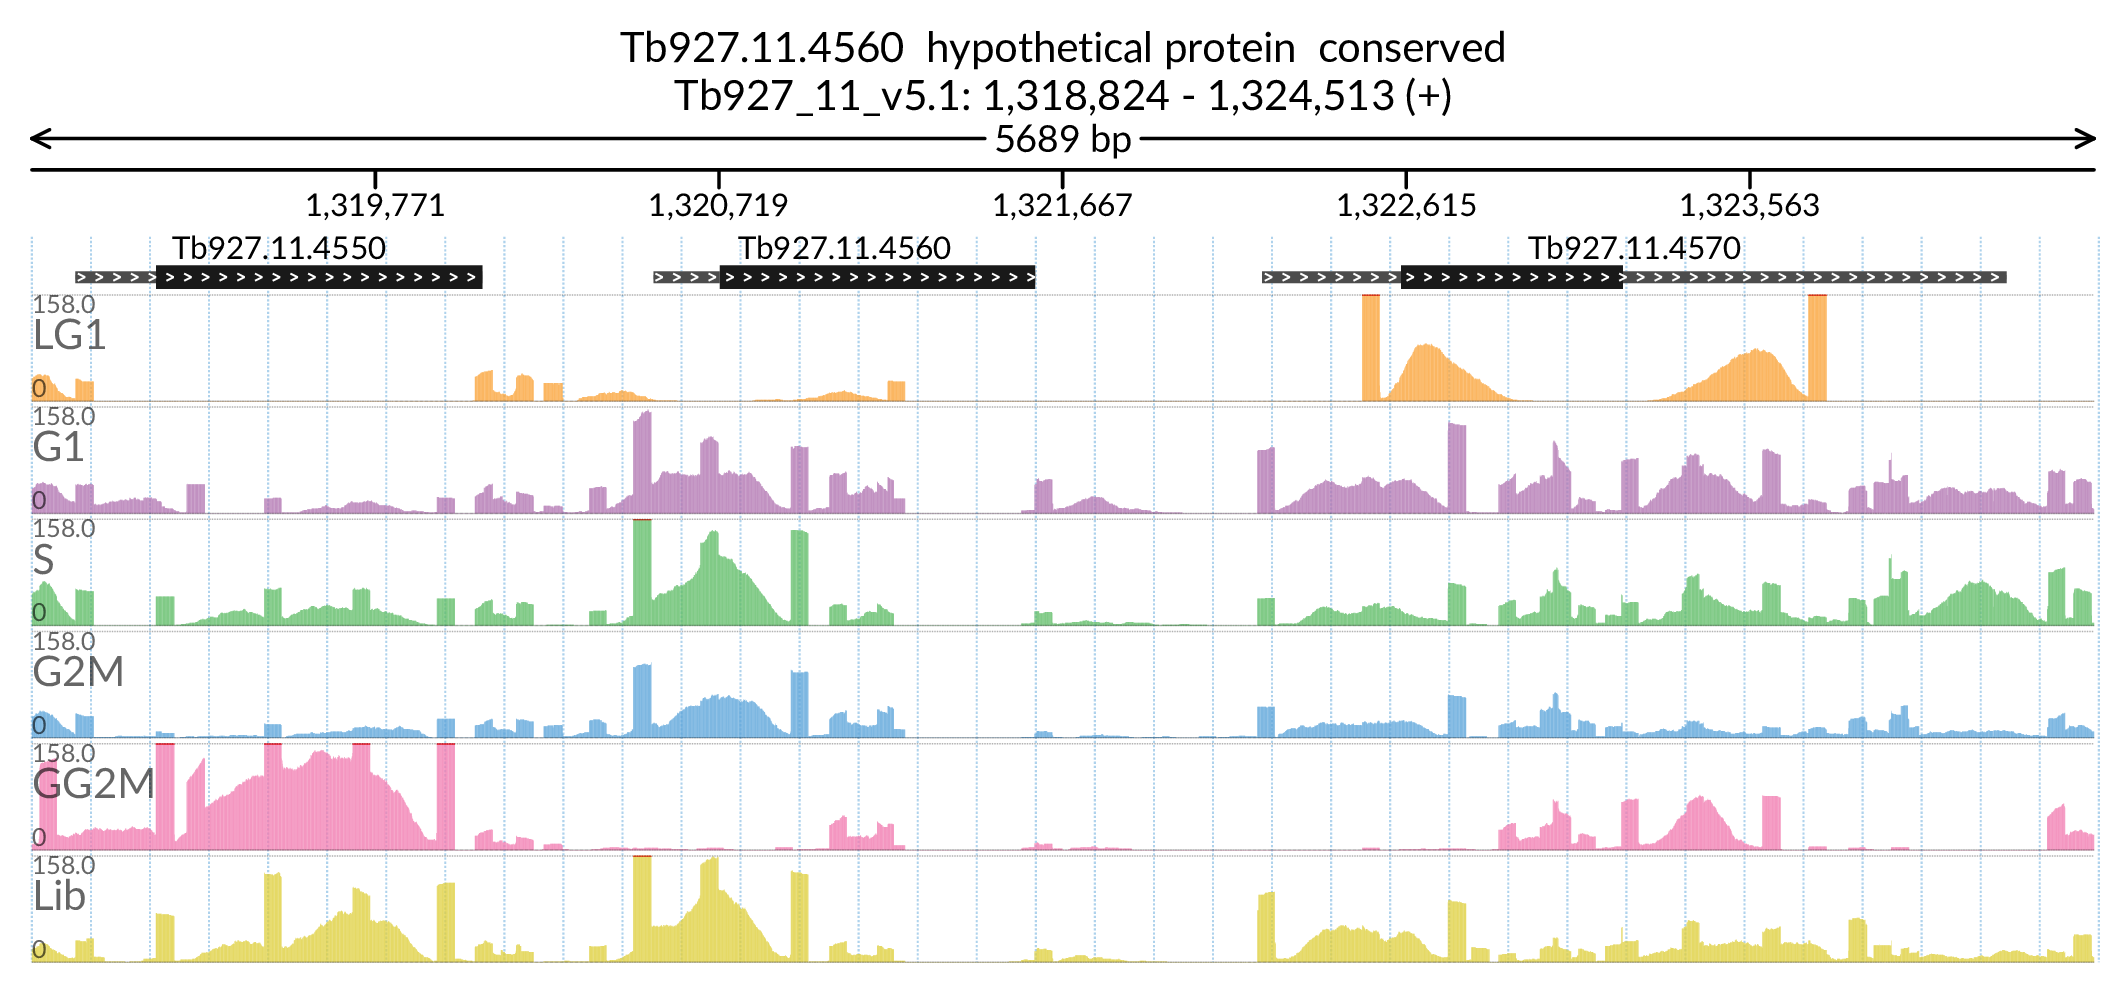 Tb927.11.4560 hypothetical protein conserved
Tb927_11_v5.1: 1,318,824 - 1,324,513 (+)
5689 bp
1,319,771 1,320,719 1,321,667 1,322,615 1,323,563
Tb927.11.4550 Tb927.11.4560 Tb927.11.4570
158.0
LG1
0
158.0
G1
0
158.0
S
0
158.0
G2M
0
158.0
GG2M
0
158.0
Lib
0